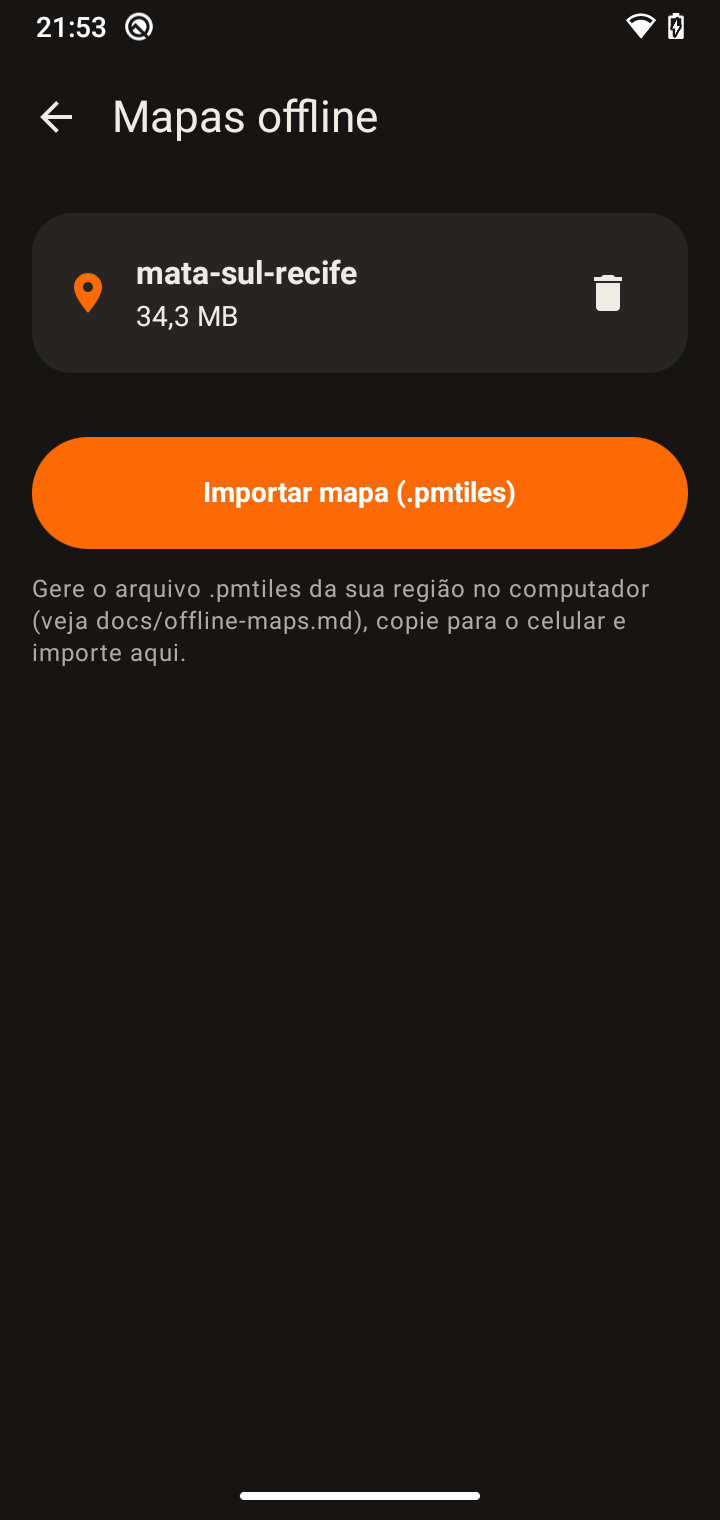 21:53
Mapas offline
mata-sul-recife
34,3 MB
Importar mapa (.pmtiles)
Gere o arquivo .pmtiles da sua região no computador
(veja docs/offline-maps.md), copie para o celular e
importe aqui.